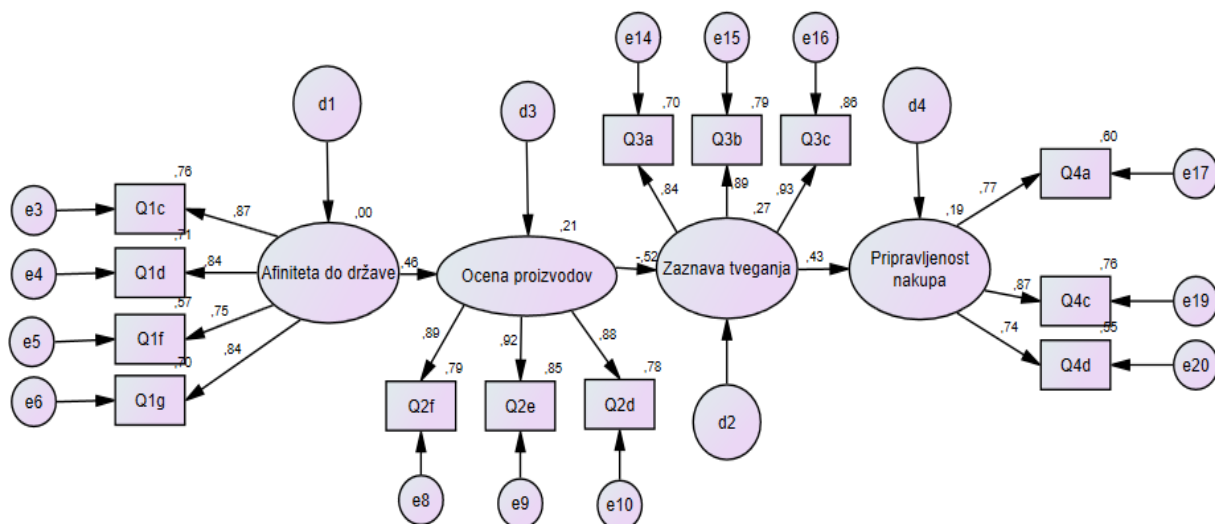 e14
e15
e16
d1
d3
d4
,70
,79
,86
Q3a
Q3b
Q3c
,60
Q4a
e17
,84
,89
,93
,77
,76
e3
Q1c
,87
,00
,21
,27
,19
,71
e4
Q1d
,84
Afiniteta do države
,46
Ocena proizvodov
-,52
Zaznava tveganja
,43
Pripravljenost
nakupa
,76
,87
Q4c
e19
,57
e5
Q1f
,75
,74
,55
Q4d
e20
,70
e6
Q1g
,84
,89
,92
,88
,79
,85
,78
Q2f
Q2e
Q2d
d2
e8
e9
e10